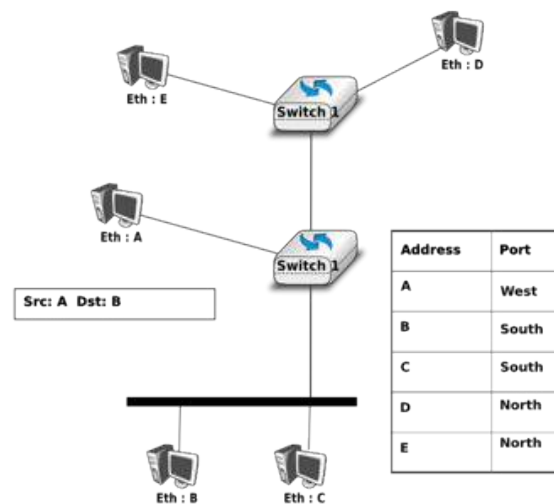 Eth : D
Eth : E
Switch 1
Eth : A
Switch 1
Src: A Dst: B
Address Port
A West
B South
C South
D North
E North
Eth : B
Eth : C